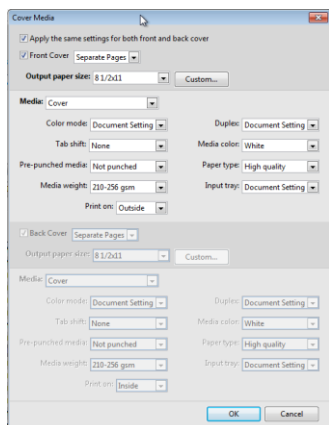 Cover Media
Apply the same settings for both front and back cover
Front Cover Separate Pages
Output paper size: 8 1/2x11 Custom...
Media: Cover
Color mode: Document Setting Duplex: Document Setting
Tab shift: None Media color: White
Pre-punched media: Not punched Paper type: High quality
Media weight: 210-256 gsm Input tray: Document Setting
Print on: Outside
Back Cover Separate Pages
Output paper size: 8 1/2x11 Custom...
Media: Cover
Color mode: Document Setting Duplex: Document Setting
Tab shift: None Media color: White
Pre-punched media: Not punched Paper type: High quality
Media weight: 210-256 gsm Input tray: Document Setting
Print on: Inside
OK Cancel